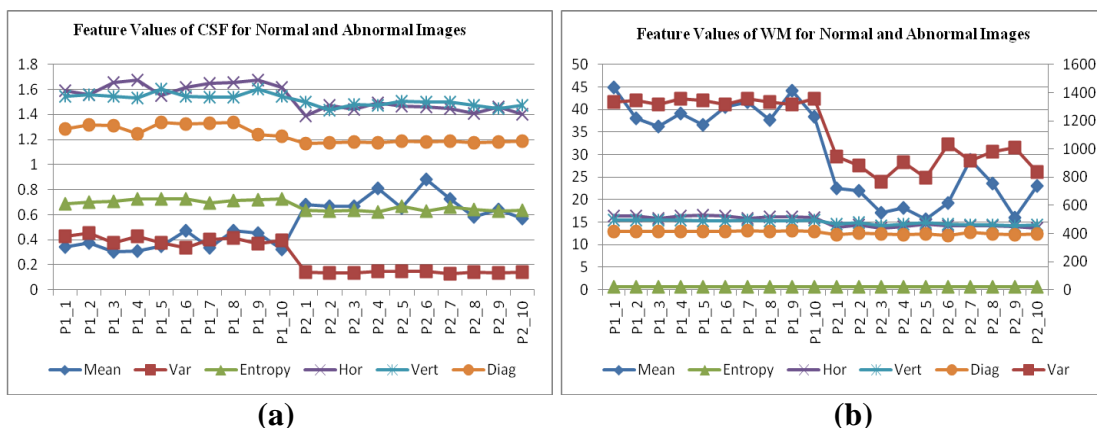 Feature Values of CSF for Normal and Abnormal Images
1.8
1.6
1.4
1.2
1
0.8
0.6
0.4
0.2
0
P1_1
P1_2
P1_3
P1_4
P1_5
P1_6
P1_7
P1_8
P1_9
P1_10
P2_1
P2_2
P2_3
P2_4
P2_5
P2_6
P2_7
P2_8
P2_9
P2_10
Mean Var Entropy Hor Vert Diag
(a)
Feature Values of WM for Normal and Abnormal Images
50
45
40
35
30
25
20
15
10
5
0
1600
1400
1200
1000
800
600
400
200
0
P1_1
P1_2
P1_3
P1_4
P1_5
P1_6
P1_7
P1_8
P1_9
P1_10
P2_1
P2_2
P2_3
P2_4
P2_5
P2_6
P2_7
P2_8
P2_9
P2_10
Mean Entropy Hor Vert Diag Var
(b)